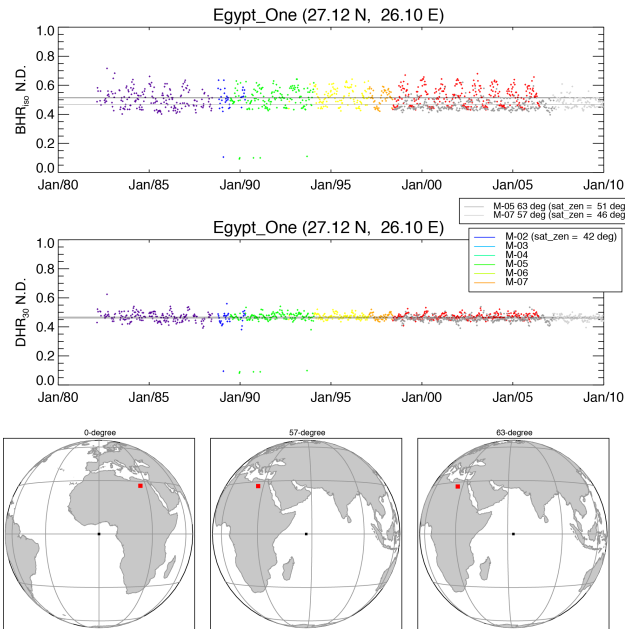 Egypt_One (27.12 N,  26.10 E)
1.0
0.8
0.6
0.4
0.2
0.0
BHRiso N.D.
Jan/80 Jan/85 Jan/90 Jan/95 Jan/00 Jan/05 Jan/10
M-05 63 deg (sat_zen =  51 deg
M-07 57 deg (sat_zen =  46 deg
Egypt_One (27.12 N,  26.10 E)
M-02 (sat_zen =  42 deg)
M-03
M-04
M-05
M-06
M-07
1.0
0.8
0.6
0.4
0.2
0.0
DHR30 N.D.
Jan/80 Jan/85 Jan/90 Jan/95 Jan/00 Jan/05 Jan/10
0-degree 57-degree 63-degree